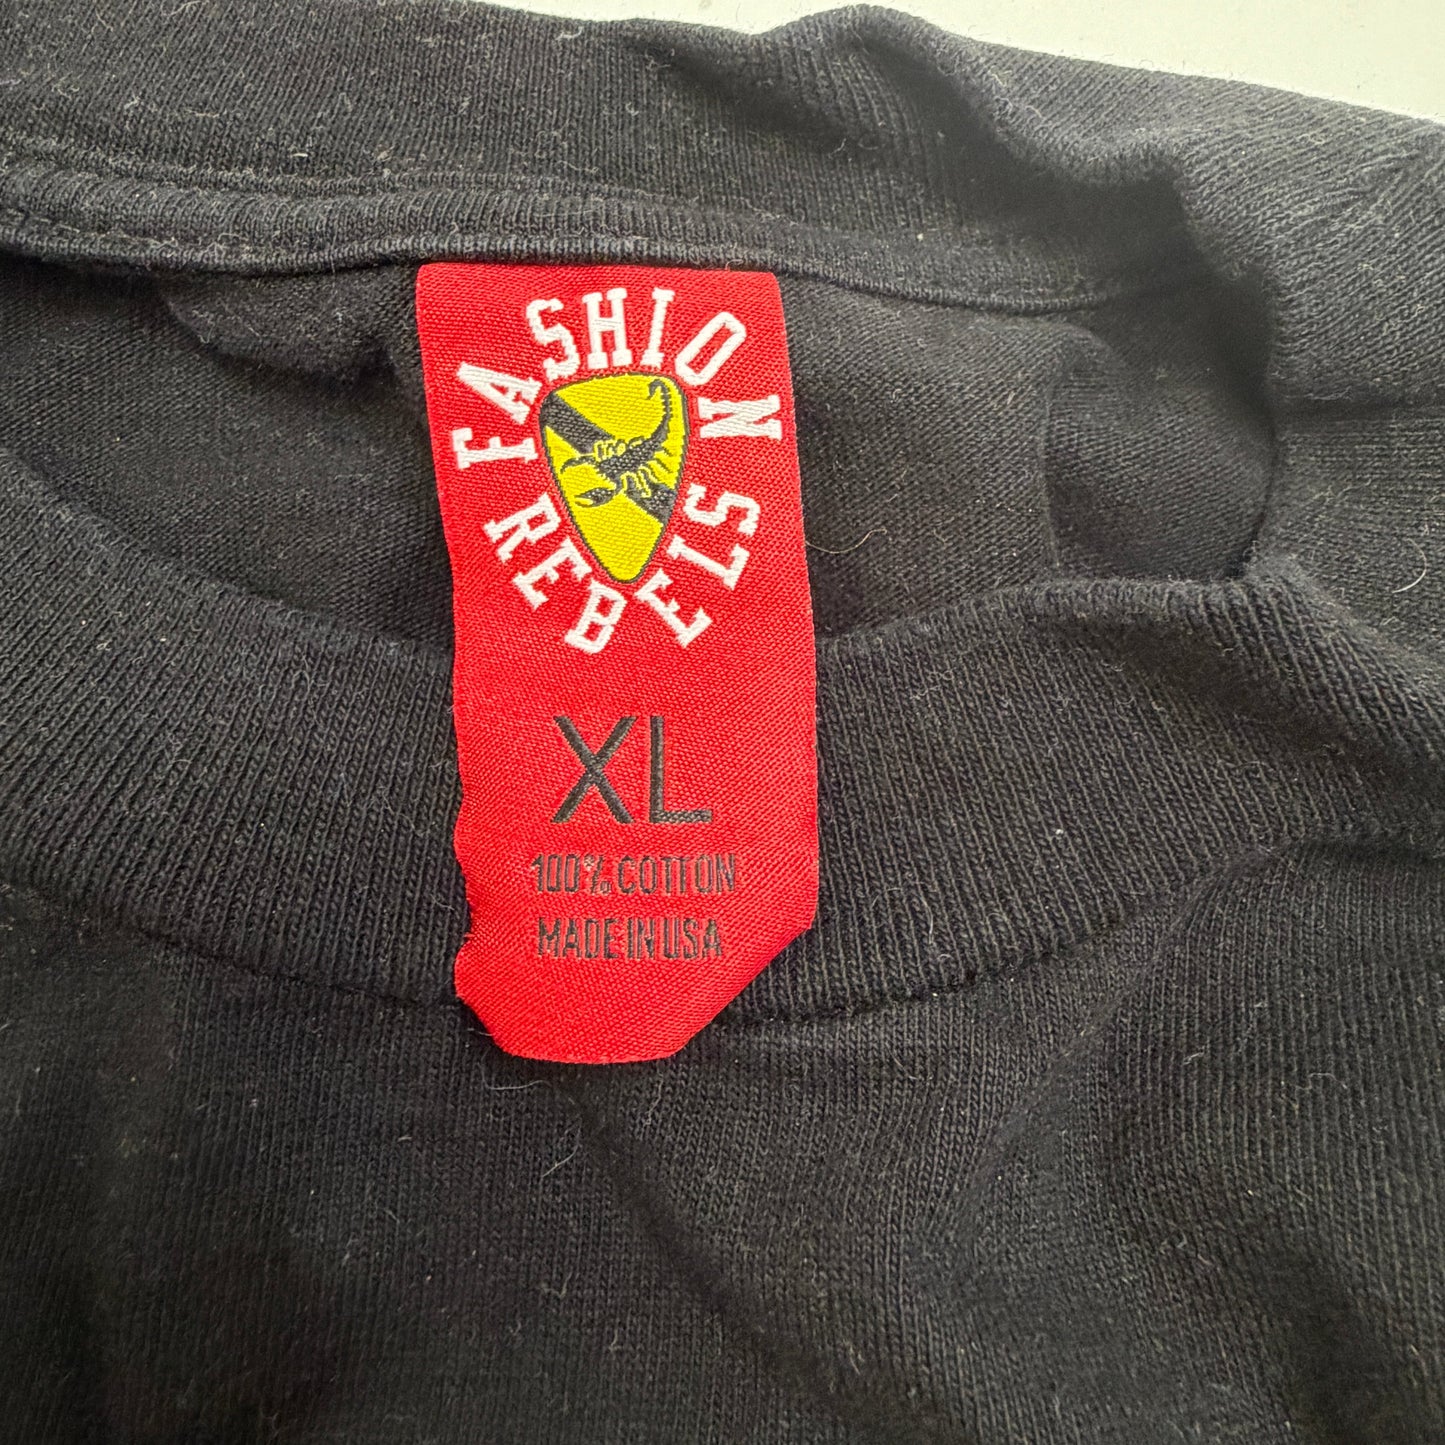 FASHION
REBELS
XL
100% COTTON
MADE IN USA